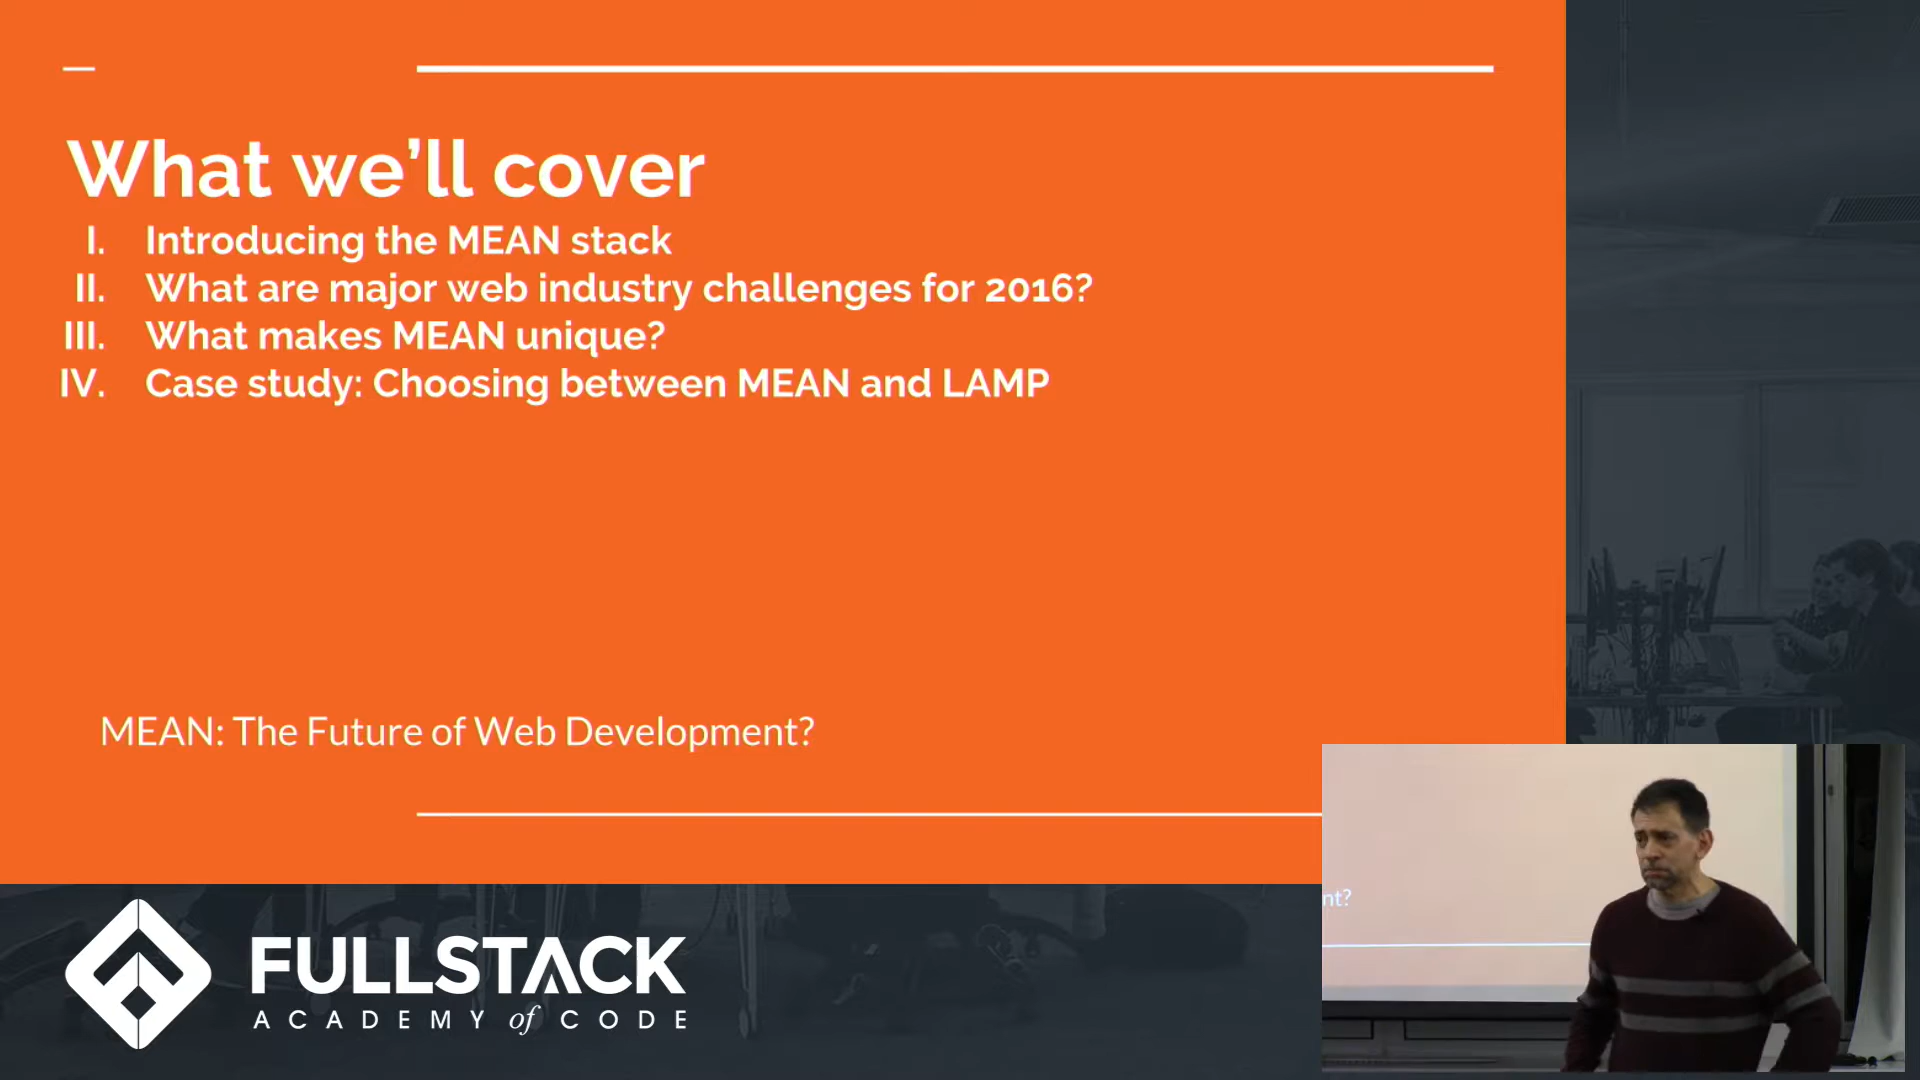 What we’ll cover
I. Introducing the MEAN stack
II. What are major web industry challenges for 2016?
III. What makes MEAN unique?
IV. Case study: Choosing between MEAN and LAMP
MEAN: The Future of Web Development?
nt?
FULLSTACK
ACADEMY of CODE